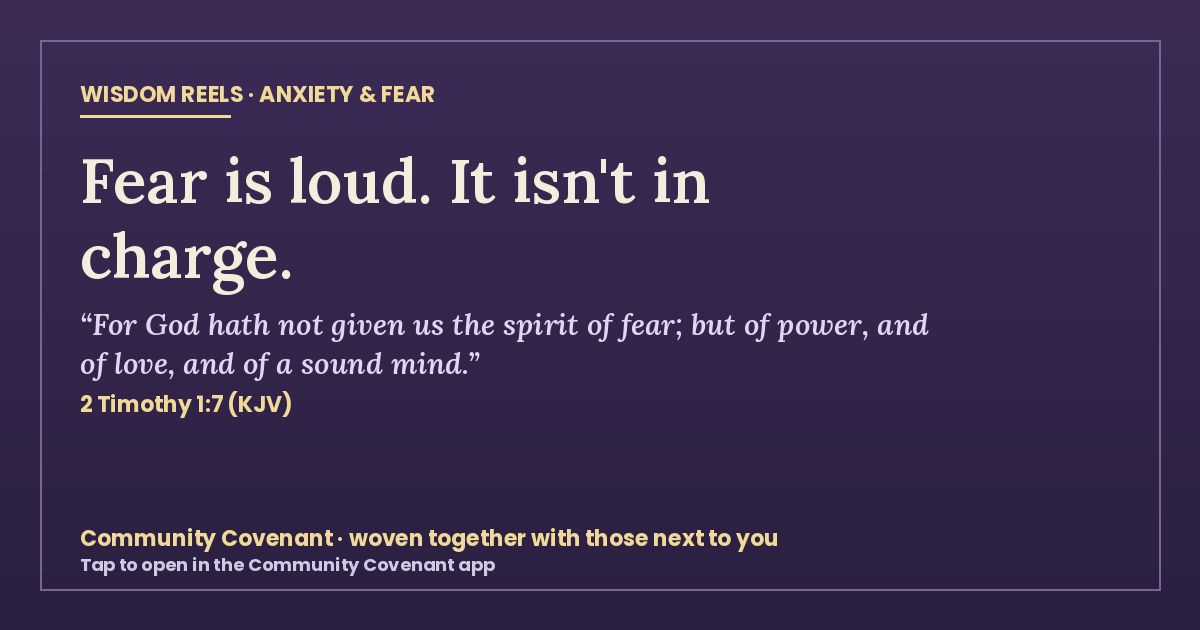 WISDOM REELS · ANXIETY & FEAR
Fear is loud. It isn't in
charge.
“For God hath not given us the spirit of fear; but of power, and
of love, and of a sound mind.”
2 Timothy 1:7 (KJV)
Community Covenant · woven together with those next to you
Tap to open in the Community Covenant app